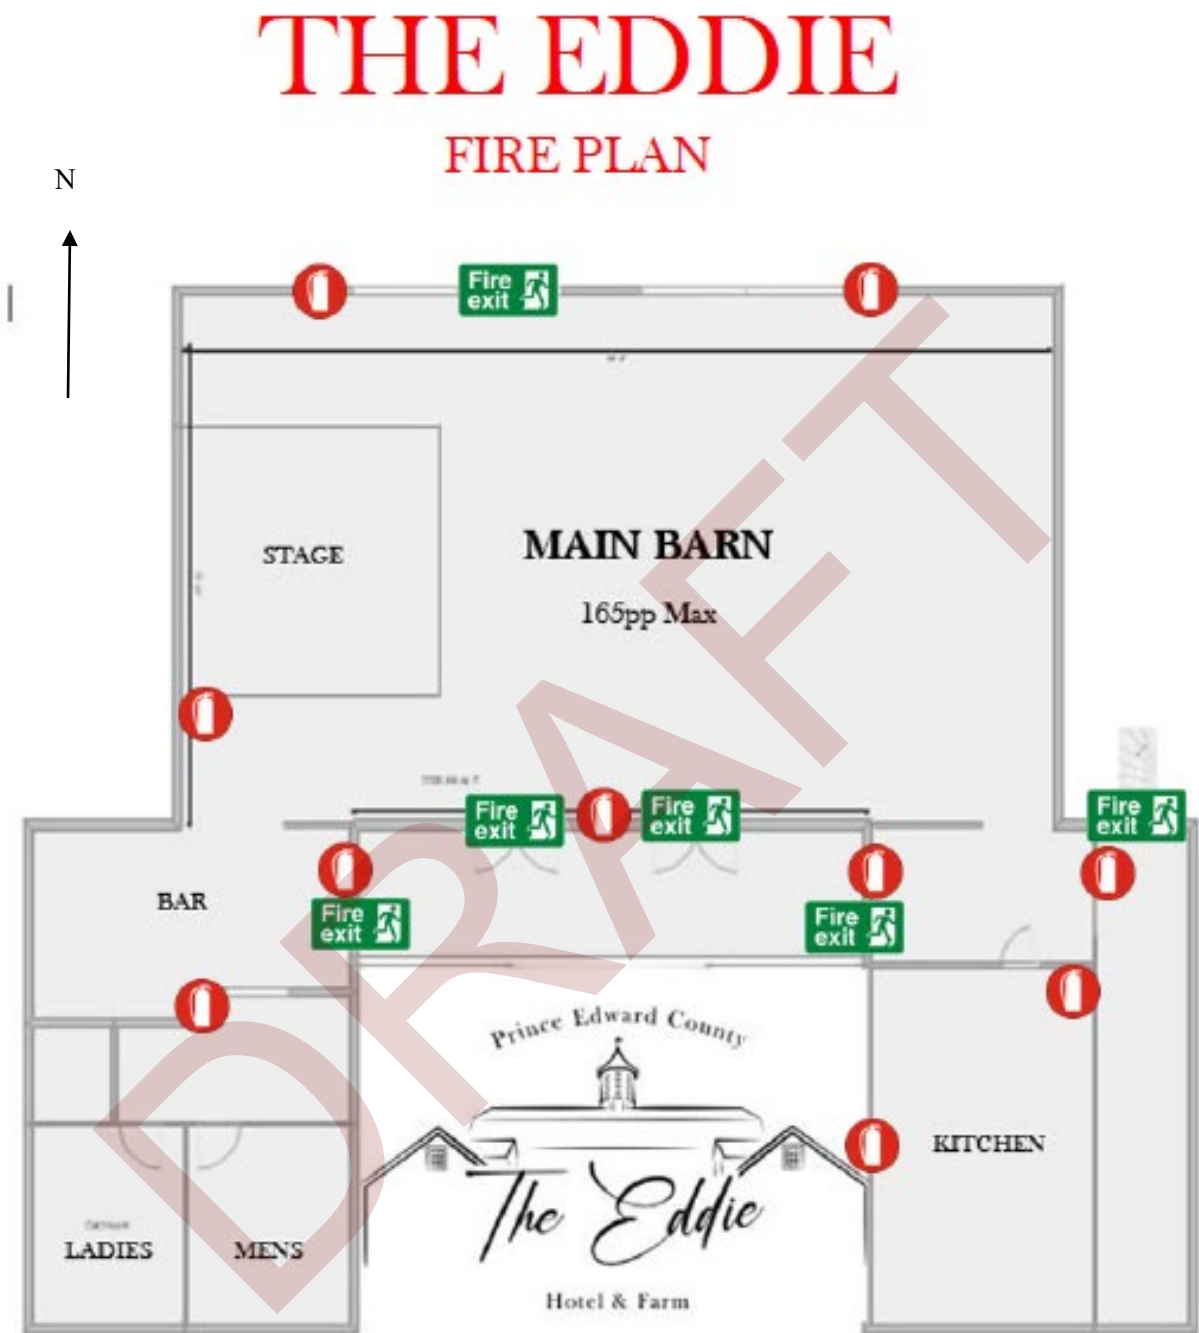 THE EDDIE
FIRE PLAN
N
Fire
exit
STAGE
MAIN BARN
165pp Max
Fire
exit
Fire
exit
Fire
exit
BAR
Fire
exit
Fire
exit
DRAFT
Prince Edward County
The Eddie
Hotel & Farm
KITCHEN
LADIES
MENS